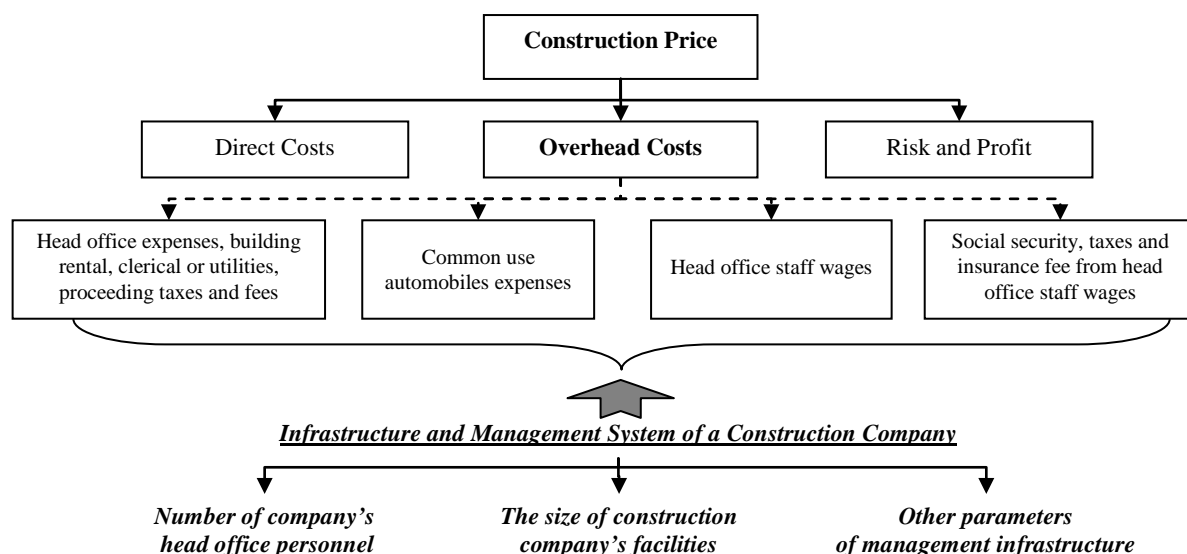 Construction Price
Direct Costs
Overhead Costs
Risk and Profit
Head office expenses, building
rental, clerical or utilities,
proceeding taxes and fees
Common use
automobiles expenses
Head office staff wages
Social security, taxes and
insurance fee from head
office staff wages
Infrastructure and Management System of a Construction Company
Number of company’s
head office personnel
The size of construction
company’s facilities
Other parameters
of management infrastructure